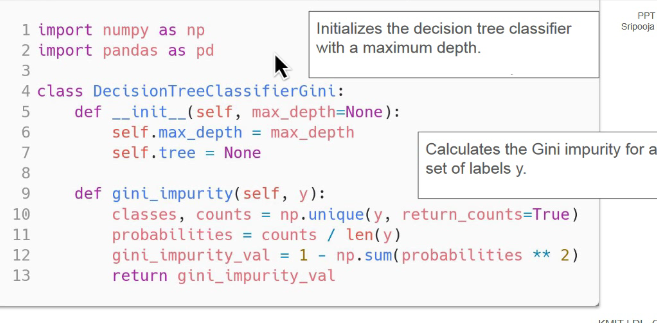 1 import numpy as np
2 import pandas as pd
3
4 class DecisionTreeClassifierGini:
5     def __init__(self, max_depth=None):
6         self.max_depth = max_depth
7         self.tree = None
8
9     def gini_impurity(self, y):
10         classes, counts = np.unique(y, return_counts=True)
11         probabilities = counts / len(y)
12         gini_impurity_val = 1 - np.sum(probabilities ** 2)
13         return gini_impurity_val
Initializes the decision tree classifier
with a maximum depth.
Calculates the Gini impurity for a
set of labels y.
PPT
Sripooja